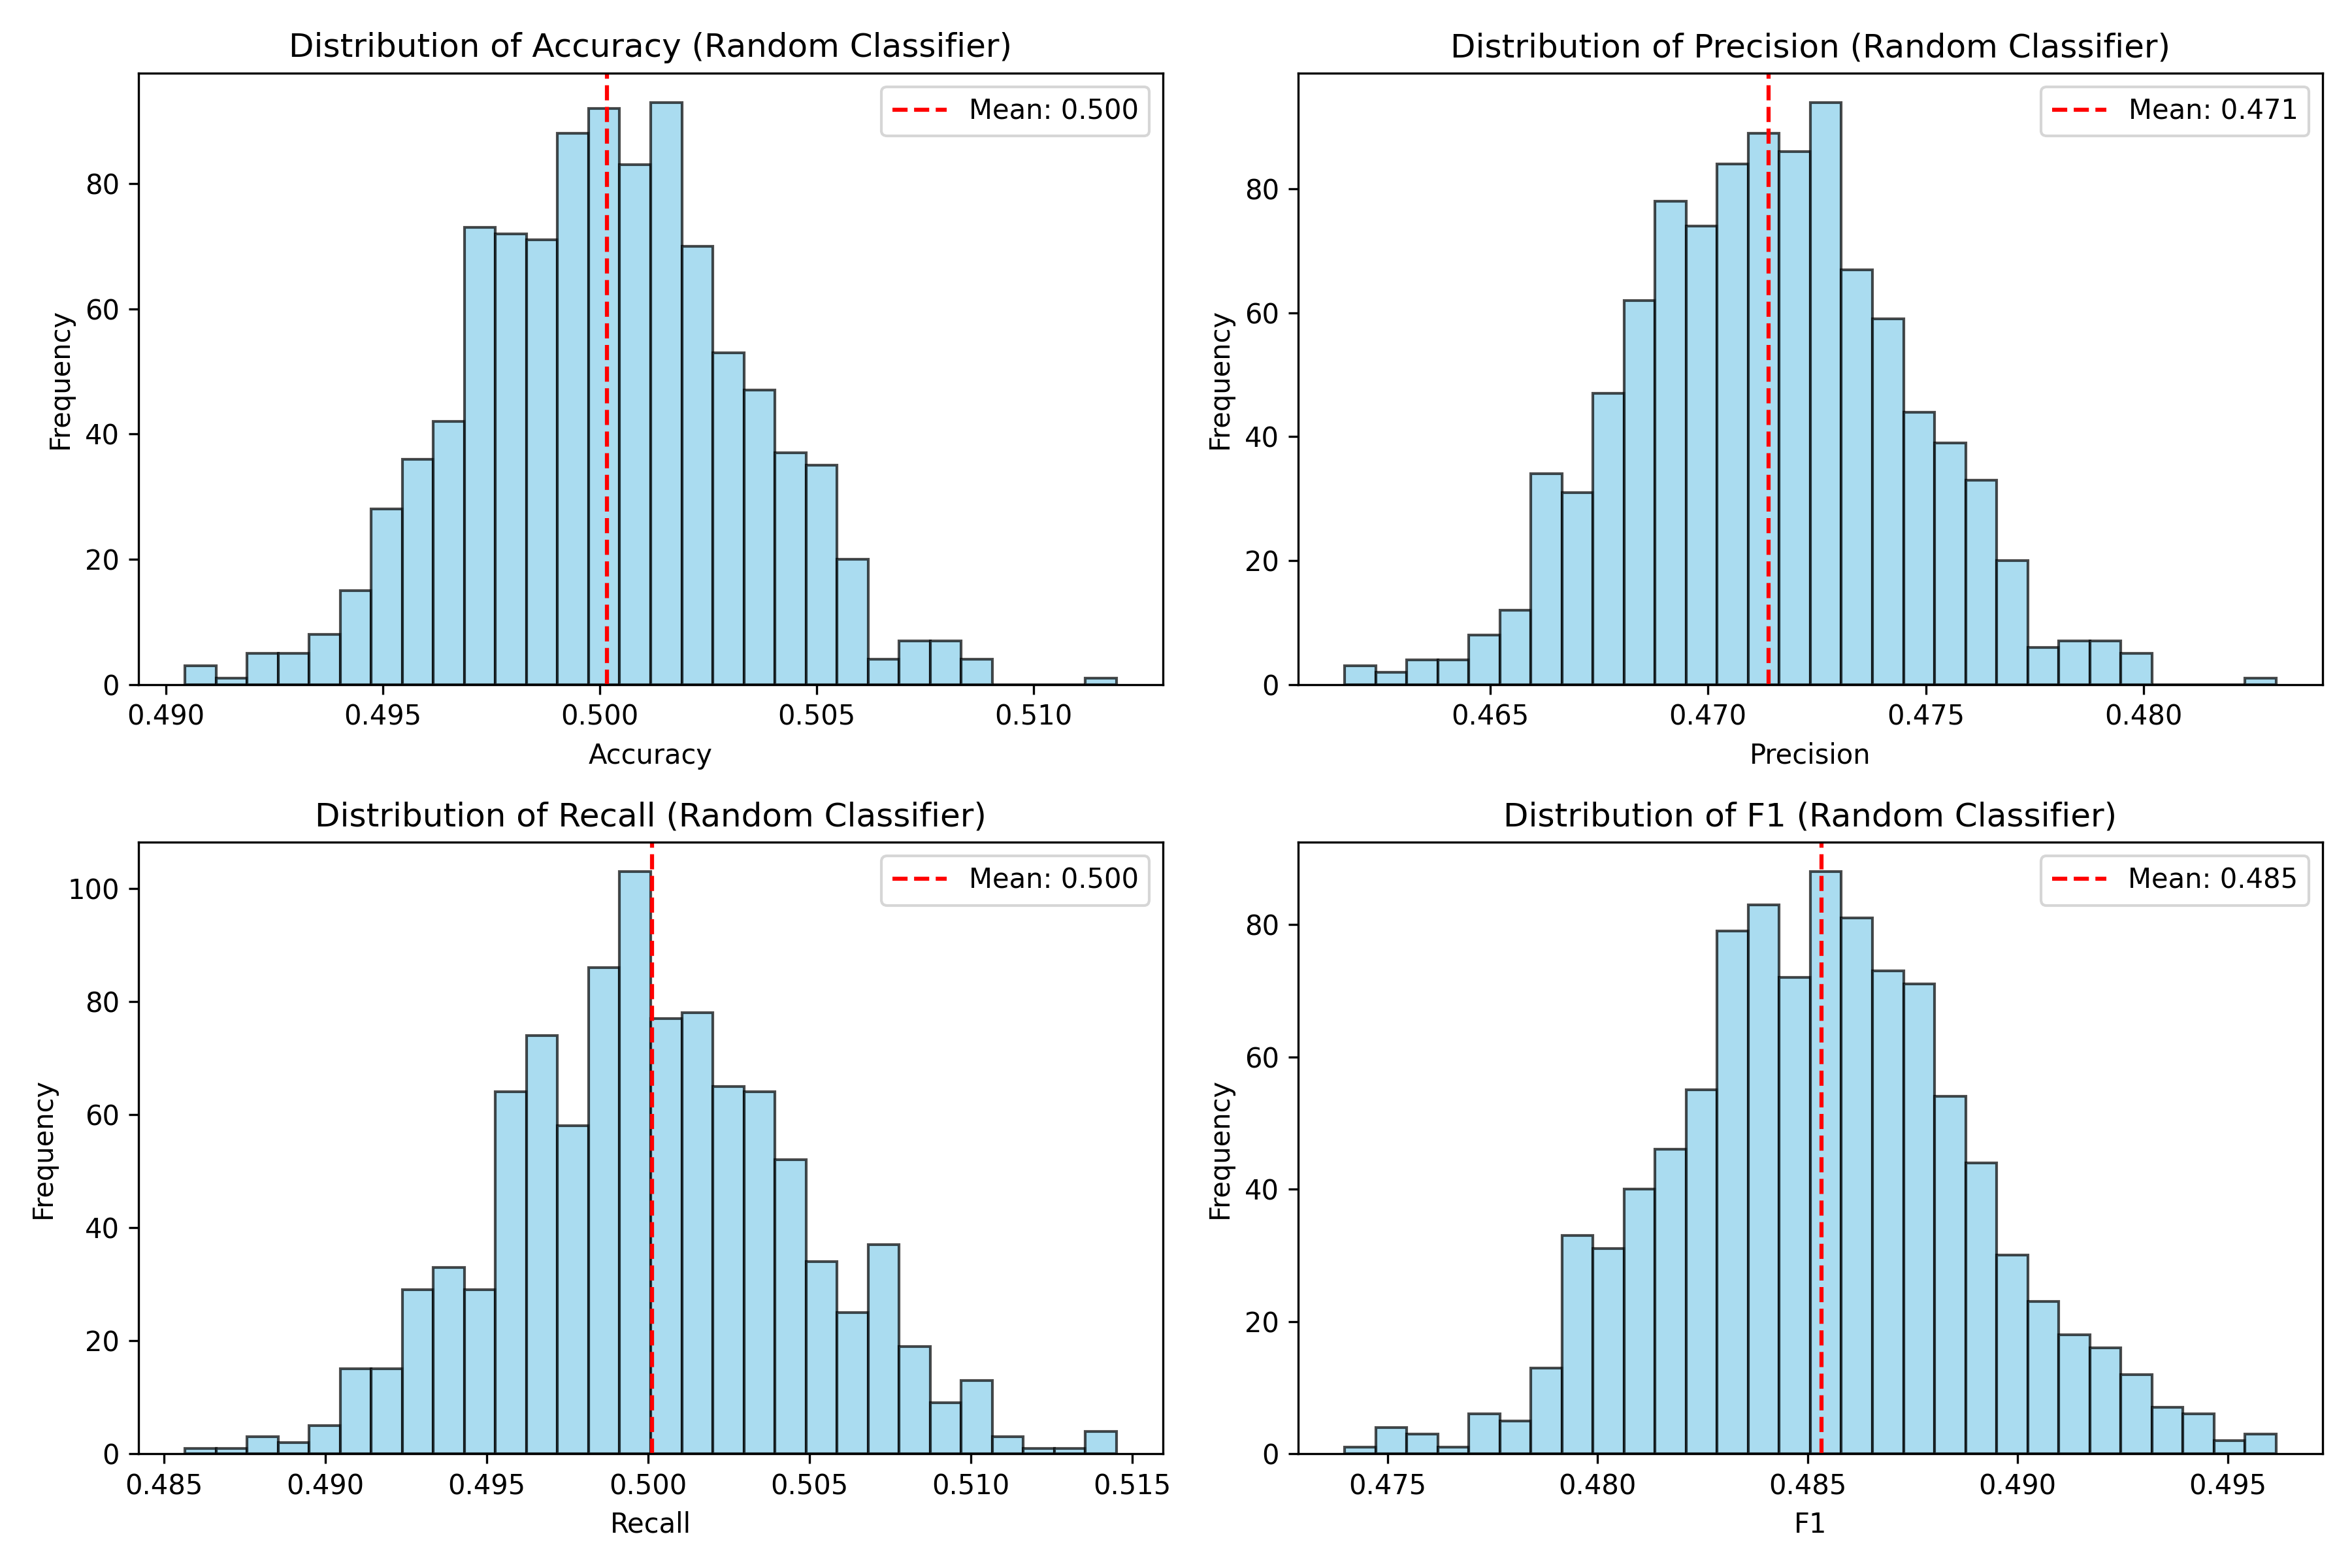 Distribution of Accuracy (Random Classifier)
Mean: 0.500
Frequency
80
60
40
20
0
0.490 0.495 0.500 0.505 0.510
Accuracy
Distribution of Precision (Random Classifier)
Mean: 0.471
Frequency
80
60
40
20
0
0.465 0.470 0.475 0.480
Precision
Distribution of Recall (Random Classifier)
Mean: 0.500
Frequency
100
80
60
40
20
0
0.485 0.490 0.495 0.500 0.505 0.510 0.515
Recall
Distribution of F1 (Random Classifier)
Mean: 0.485
Frequency
80
60
40
20
0
0.475 0.480 0.485 0.490 0.495
F1